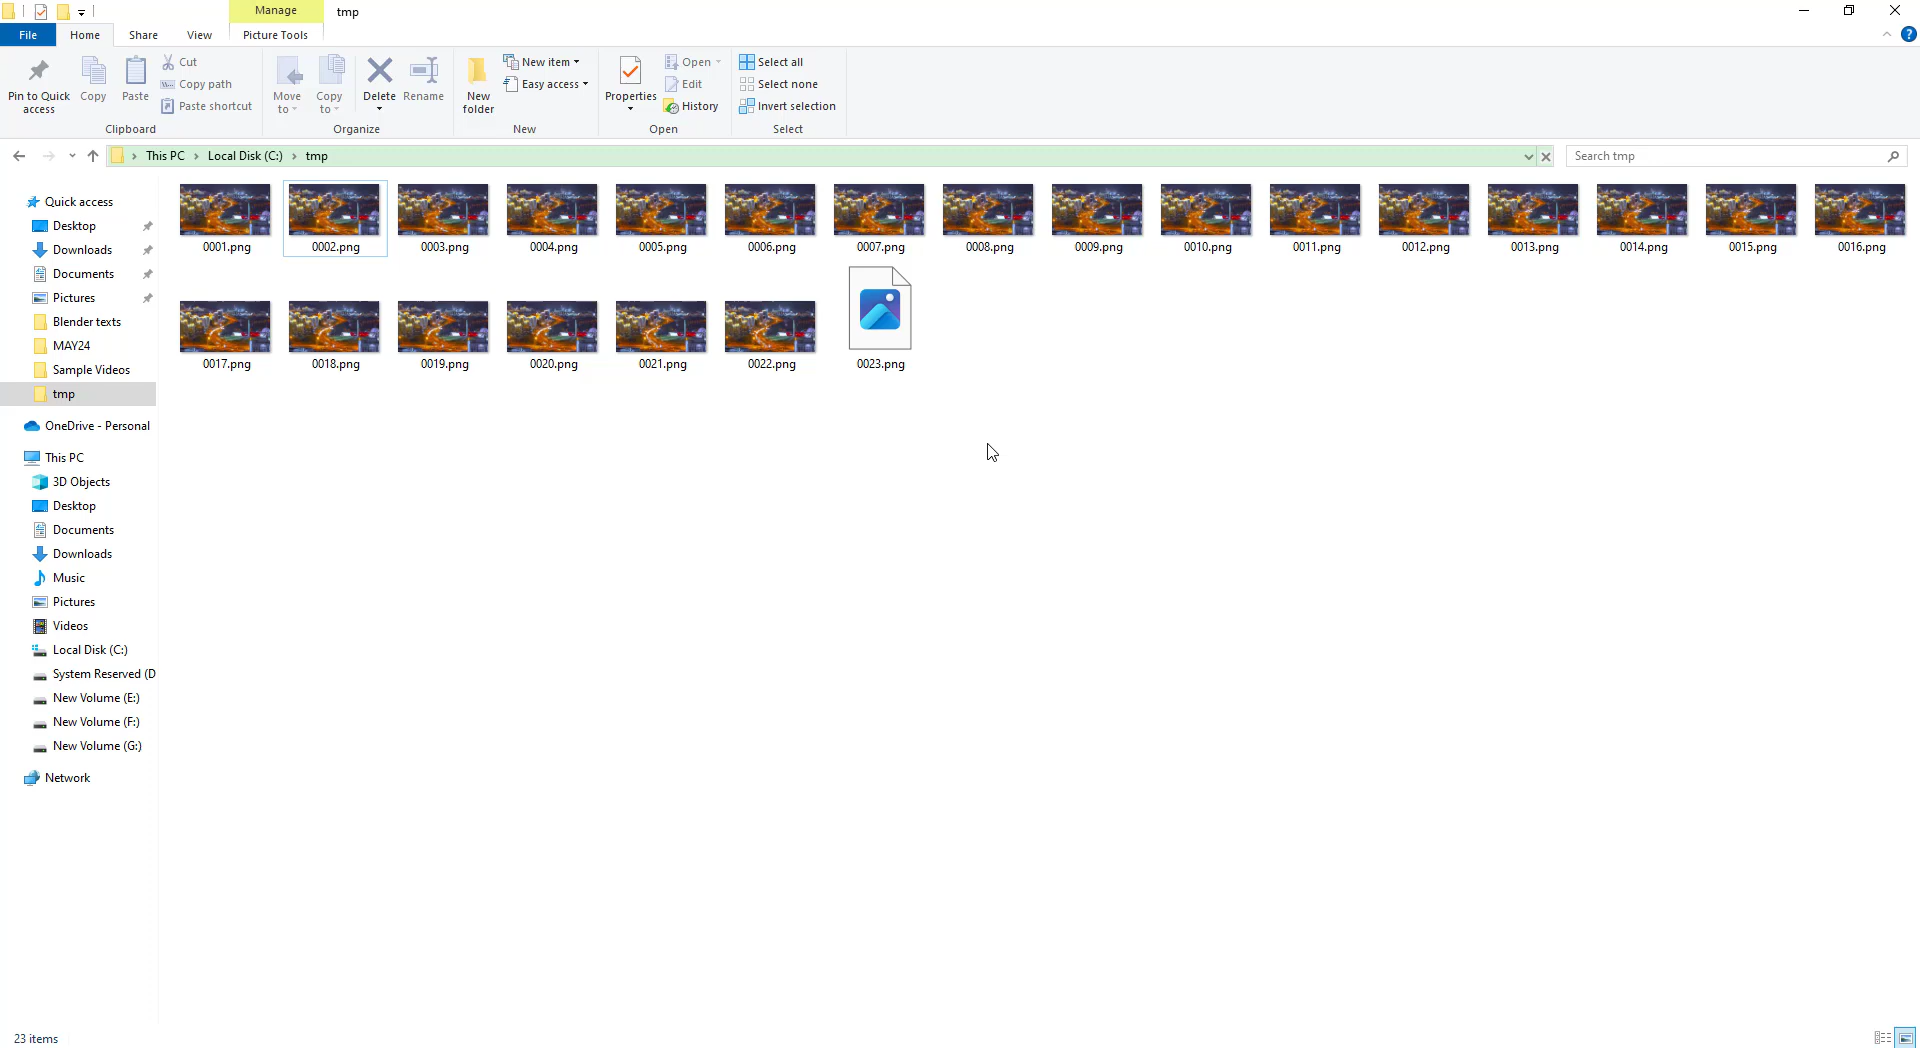 Manage
tmp
File
Home
Share
View
Picture Tools
?
Pin to Quick access
Copy
Paste
Cut
Copy path
Paste shortcut
Clipboard
Move to
Copy to
Delete
Rename
Organize
New folder
New item
Easy access
New
Properties
Open
Edit
History
Open
Select all
Select none
Invert selection
Select
This PC
Local Disk (C:)
tmp
Search tmp
Quick access
Desktop
Downloads
Documents
Pictures
Blender texts
MAY24
Sample Videos
tmp
OneDrive - Personal
This PC
3D Objects
Desktop
Documents
Downloads
Music
Pictures
Videos
Local Disk (C:)
System Reserved (D
New Volume (E:)
New Volume (F:)
New Volume (G:)
Network
0001.png
0002.png
0003.png
0004.png
0005.png
0006.png
0007.png
0008.png
0009.png
0010.png
0011.png
0012.png
0013.png
0014.png
0015.png
0016.png
0017.png
0018.png
0019.png
0020.png
0021.png
0022.png
0023.png
23 items